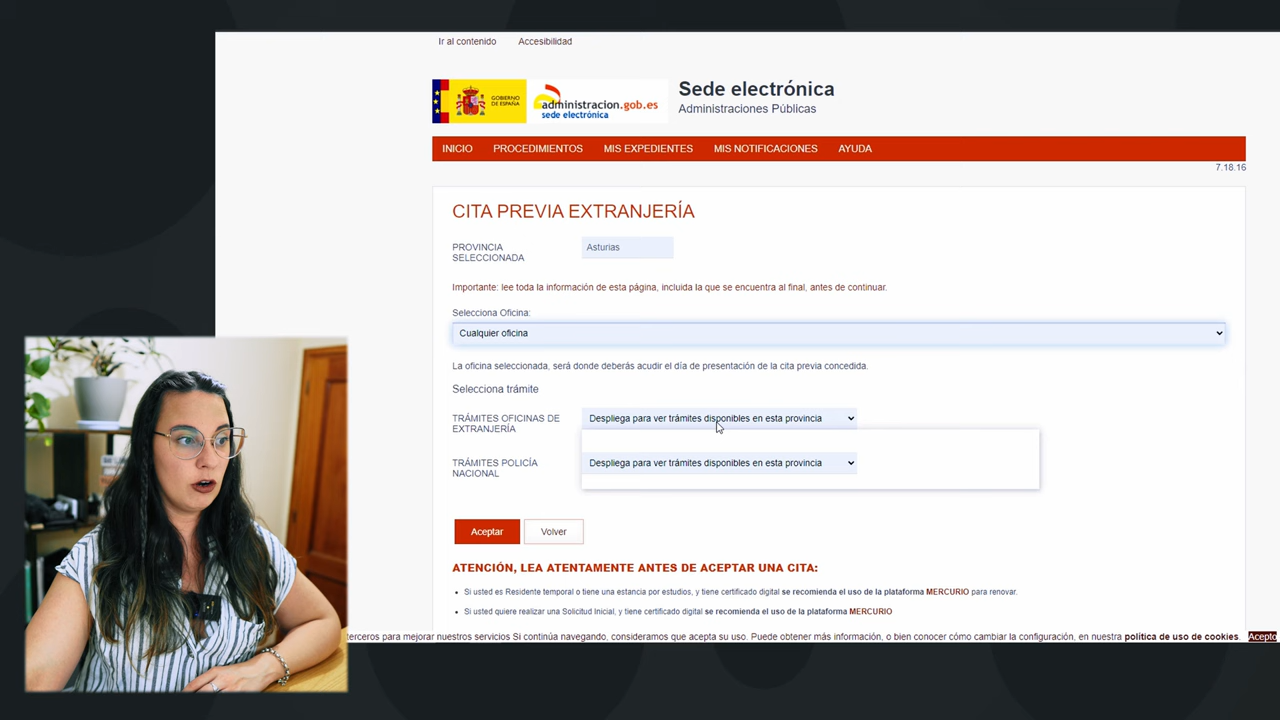 Ir al contenido Accesibilidad
GOBIERNO
DE ESPAÑA
administracion.gob.es
sede electrónica
Sede electrónica
Administraciones Públicas
INICIO PROCEDIMIENTOS MIS EXPEDIENTES MIS NOTIFICACIONES AYUDA
7.18.16
CITA PREVIA EXTRANJERÍA
PROVINCIA
SELECCIONADA
Asturias
Importante: lee toda la información de esta página, incluida la que se encuentra al final, antes de continuar.
Selecciona Oficina:
Cualquier oficina
La oficina seleccionada, será donde deberás acudir el día de presentación de la cita previa concedida.
Selecciona trámite
TRÁMITES OFICINAS DE
EXTRANJERÍA
Despliega para ver trámites disponibles en esta provincia
TRÁMITES POLICÍA
NACIONAL
Despliega para ver trámites disponibles en esta provincia
Aceptar Volver
ATENCIÓN, LEA ATENTAMENTE ANTES DE ACEPTAR UNA CITA:
Si usted es Residente temporal o tiene una estancia por estudios, y tiene certificado digital se recomienda el uso de la plataforma MERCURIO para renovar.
Si usted quiere realizar una Solicitud Inicial, y tiene certificado digital se recomienda el uso de la plataforma MERCURIO
terceros para mejorar nuestros servicios Si continúa navegando, consideramos que acepta su uso. Puede obtener más información, o bien conocer cómo cambiar la configuración, en nuestra política de uso de cookies. Acepto